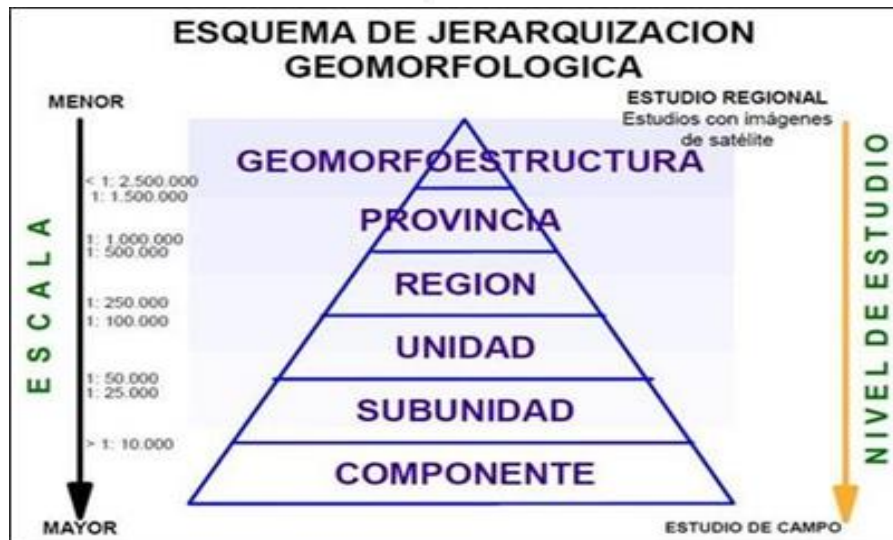 ESQUEMA DE JERARQUIZACION
GEOMORFOLOGICA
MENOR
ESTUDIO REGIONAL
Estudios con imágenes
de satélite
GEOMORFOESTRUCTURA
< 1: 2.500.000
1: 1.500.000
PROVINCIA
1: 1.000.000
1: 500.000
REGION
1: 250.000
1: 100.000
UNIDAD
1: 50.000
1: 25.000
SUBUNIDAD
> 1: 10.000
COMPONENTE
MAYOR
ESTUDIO DE CAMPO
ESCALA
NIVEL DE ESTUDIO